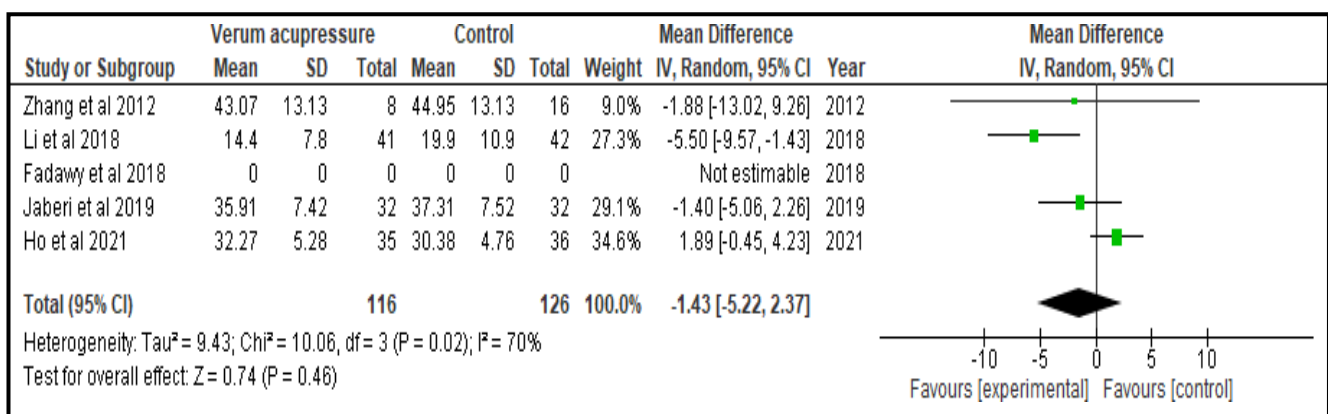 Verum acupressure Control Mean Difference Mean Difference
Study or Subgroup Mean SD Total Mean SD Total Weight IV, Random, 95% CI Year IV, Random, 95% CI
Zhang et al 2012 43.07 13.13 8 44.95 13.13 16 9.0% -1.88 [-13.02, 9.26] 2012
Li et al 2018 14.4 7.8 41 19.9 10.9 42 27.3% -5.50 [-9.57, -1.43] 2018
Fadawy et al 2018 0 0 0 0 0 0 Not estimable 2018
Jaberi et al 2019 35.91 7.42 32 37.31 7.52 32 29.1% -1.40 [-5.06, 2.26] 2019
Ho et al 2021 32.27 5.28 35 30.38 4.76 36 34.6% 1.89 [-0.45, 4.23] 2021
Total (95% CI) 116 126 100.0% -1.43 [-5.22, 2.37]
Heterogeneity: Tau² = 9.43; Chi² = 10.06, df = 3 (P = 0.02); I² = 70%
Test for overall effect: Z = 0.74 (P = 0.46)
-10 -5 0 5 10
Favours [experimental] Favours [control]